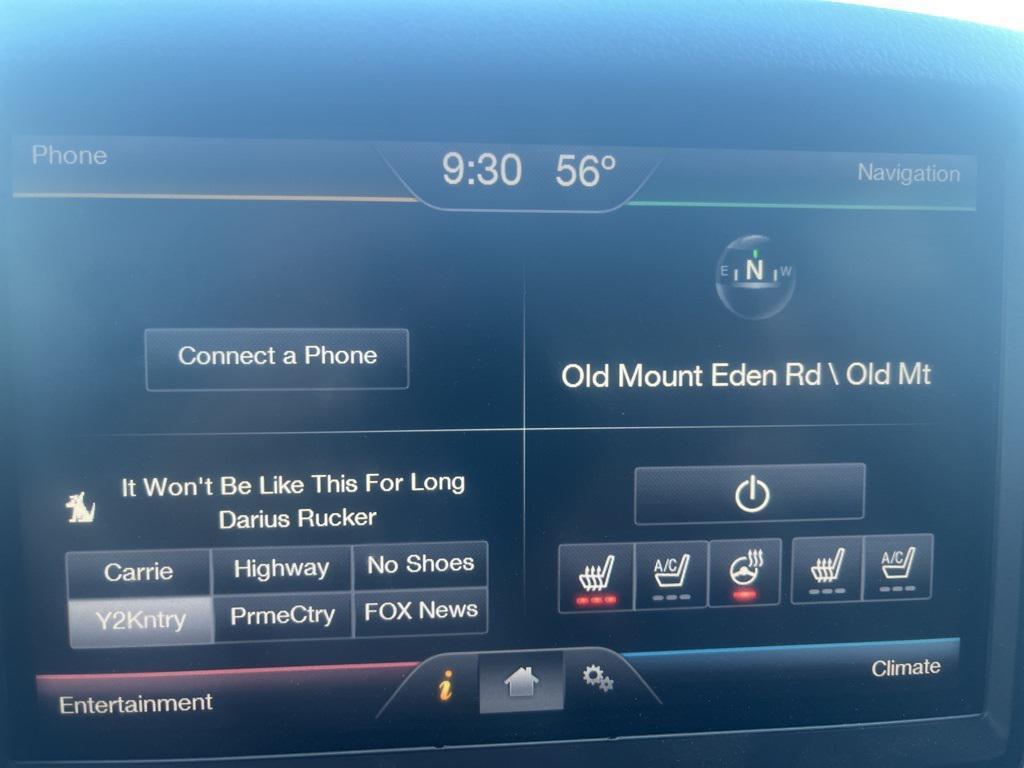 Phone
9:30 56°
Navigation
E N W
Connect a Phone
Old Mount Eden Rd \ Old Mt
It Won't Be Like This For Long
Darius Rucker
Carrie Highway No Shoes
Y2Kntry PrmeCtry FOX News
A/C A/C
Entertainment
i
Climate